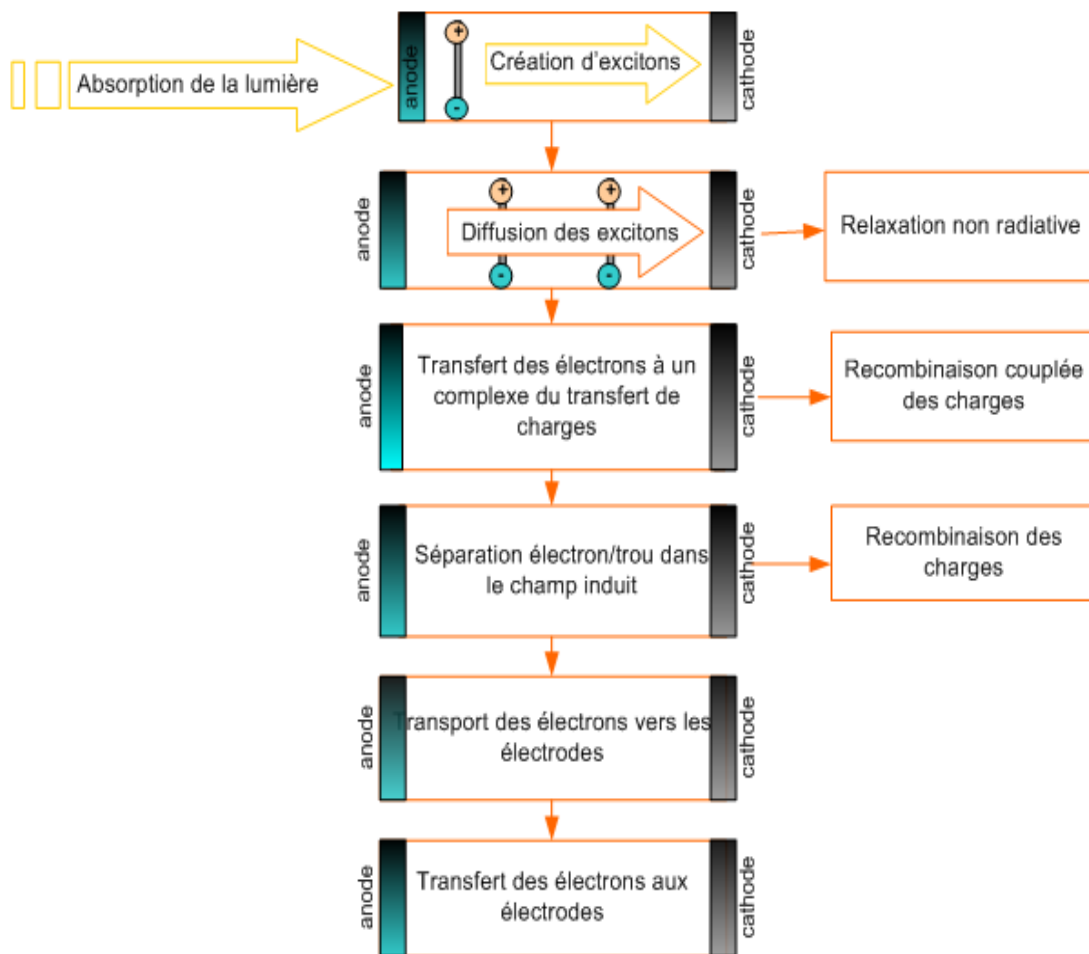 Absorption de la lumière
anode
Création d'excitons
cathode
anode
Diffusion des excitons
cathode
Relaxation non radiative
anode
Transfert des électrons à un
complexe du transfert de
charges
cathode
Recombinaison couplée
des charges
anode
Séparation électron/trou dans
le champ induit
cathode
Recombinaison des
charges
anode
Transport des électrons vers les
électrodes
cathode
anode
Transfert des électrons aux
électrodes
cathode